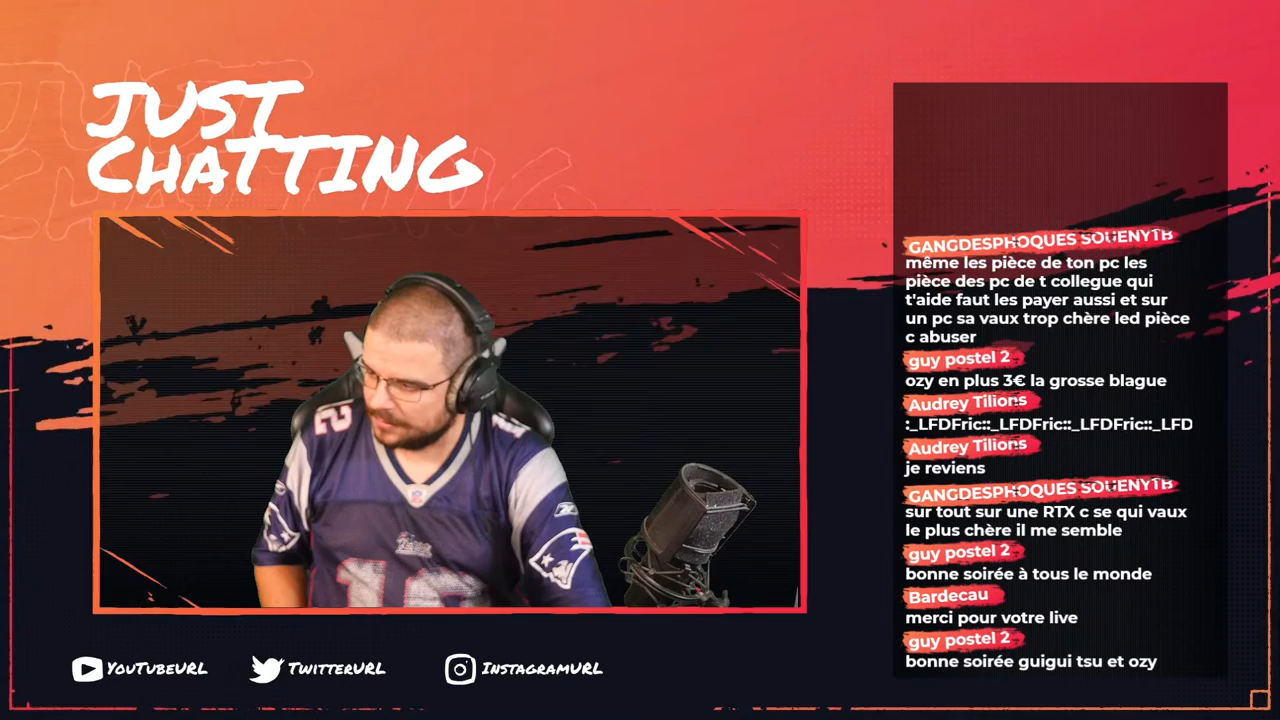 JUST
CHATTING
GANGDESPHOQUES SOHENYTB
même les pièce de ton pc les
pièce des pc de t collegue qui
t'aide faut les payer aussi et sur
un pc sa vaux trop chère led pièce
c abuser
guy postel 2
ozy en plus 3€ la grosse blague
Audrey Tilions
:_LFDFric::_LFDFric::_LFDFric::_LFD
Audrey Tilions
je reviens
GANGDESPHOQUES SOHENYTB
sur tout sur une RTX c se qui vaux
le plus chère il me semble
guy postel 2
bonne soirée à tous le monde
Bardecau
merci pour votre live
guy postel 2
bonne soirée guigui tsu et ozy
Patriots
YouTubeURL
TwitterURL
InstagramURL